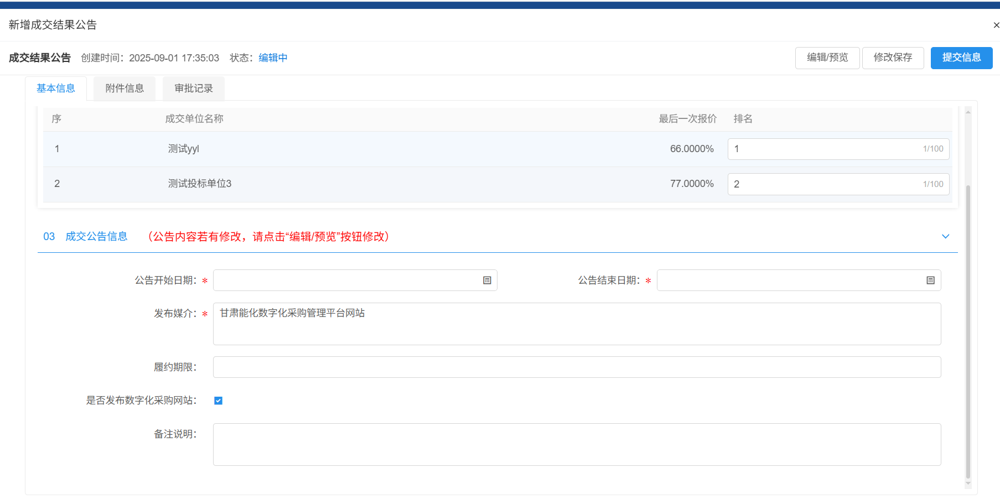 新增成交结果公告
成交结果公告 创建时间：2025-09-01 17:35:03 状态：编辑中 编辑/预览 修改保存 提交信息
基本信息 附件信息 审批记录
序 成交单位名称 最后一次报价 排名
1 测试yyl 66.0000% 1 1/100
2 测试投标单位3 77.0000% 2 1/100
03 成交公告信息 （公告内容若有修改，请点击“编辑/预览”按钮修改）
公告开始日期：* 公告结束日期：*
发布媒介：* 甘肃能化数字化采购管理平台网站
履约期限：
是否发布数字化采购网站：
备注说明：